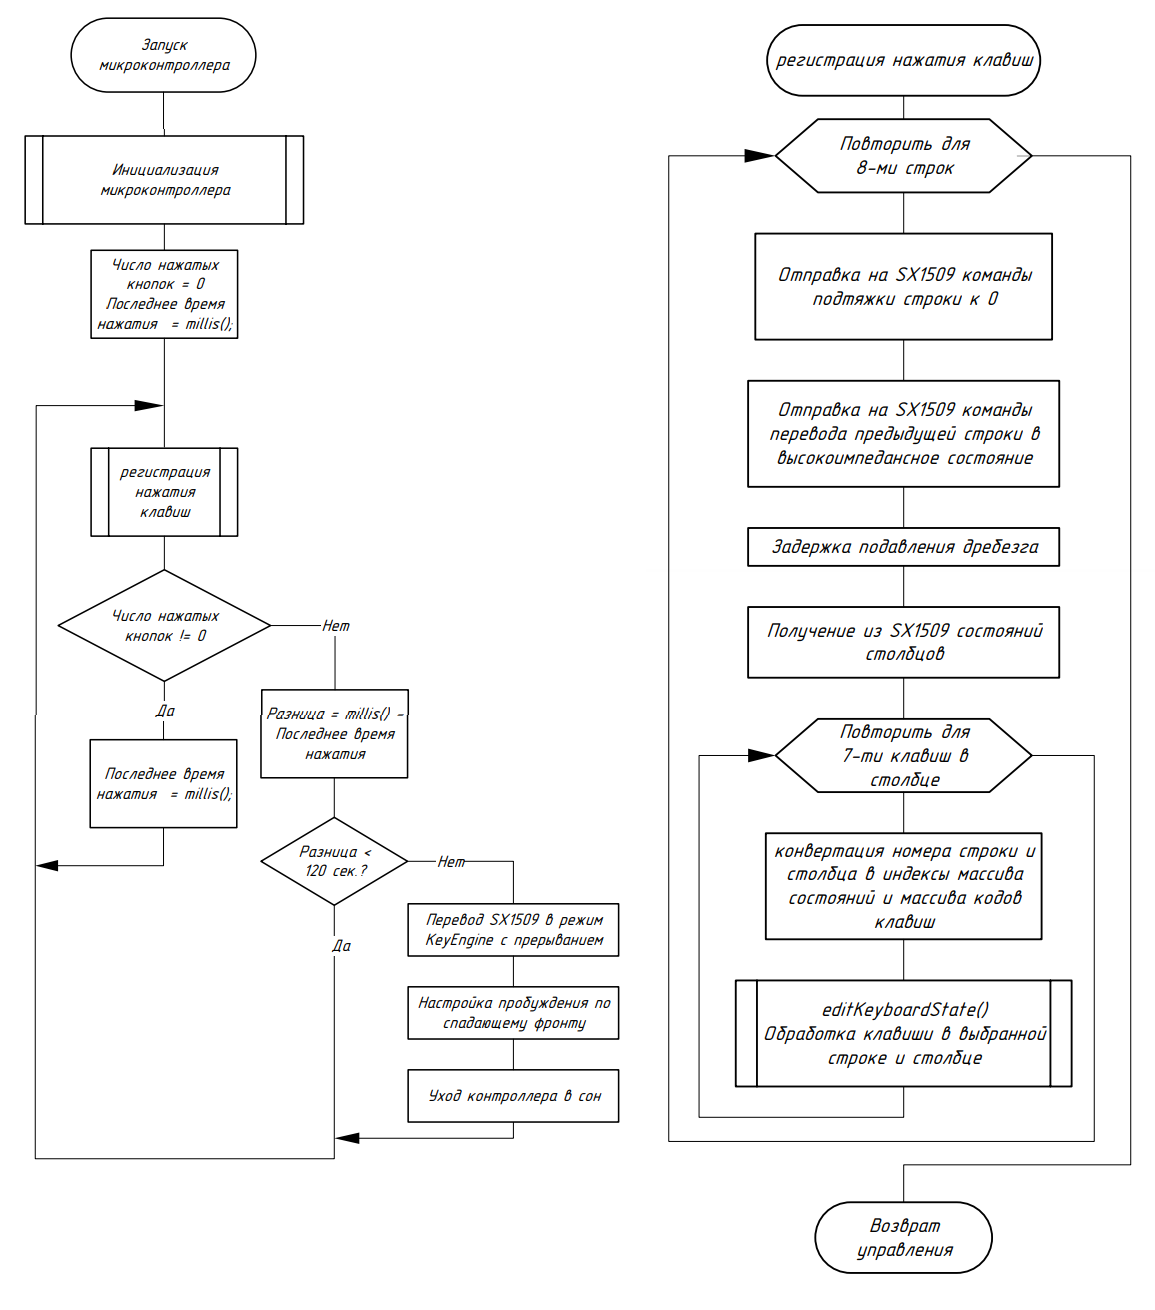 Запуск
микроконтроллера
Инициализация
микроконтроллера
Число нажатых
кнопок = 0
Последнее время
нажатия = millis();
регистрация
нажатия
клавиш
Число нажатых
кнопок != 0
Нет
Да
Последнее время
нажатия = millis();
Разница = millis() –
Последнее время
нажатия
Разница <
120 сек.?
Нет
Да
Перевод SX1509 в режим
KeyEngine с прерыванием
Настройка пробуждения по
спадающему фронту
Уход контроллера в сон
регистрация нажатия клавиш
Повторить для
8-ми строк
Отправка на SX1509 команды
подтяжки строки к 0
Отправка на SX1509 команды
перевода предыдущей строки в
высокоимпедансное состояние
Задержка подавления дребезга
Получение из SX1509 состояний
столбцов
Повторить для
7-ти клавиш в
столбце
конвертация номера строки и
столбца в индексы массива
состояний и массива кодов
клавиш
editKeyboardState()
Обработка клавиши в выбранной
строке и столбце
Возврат
управления